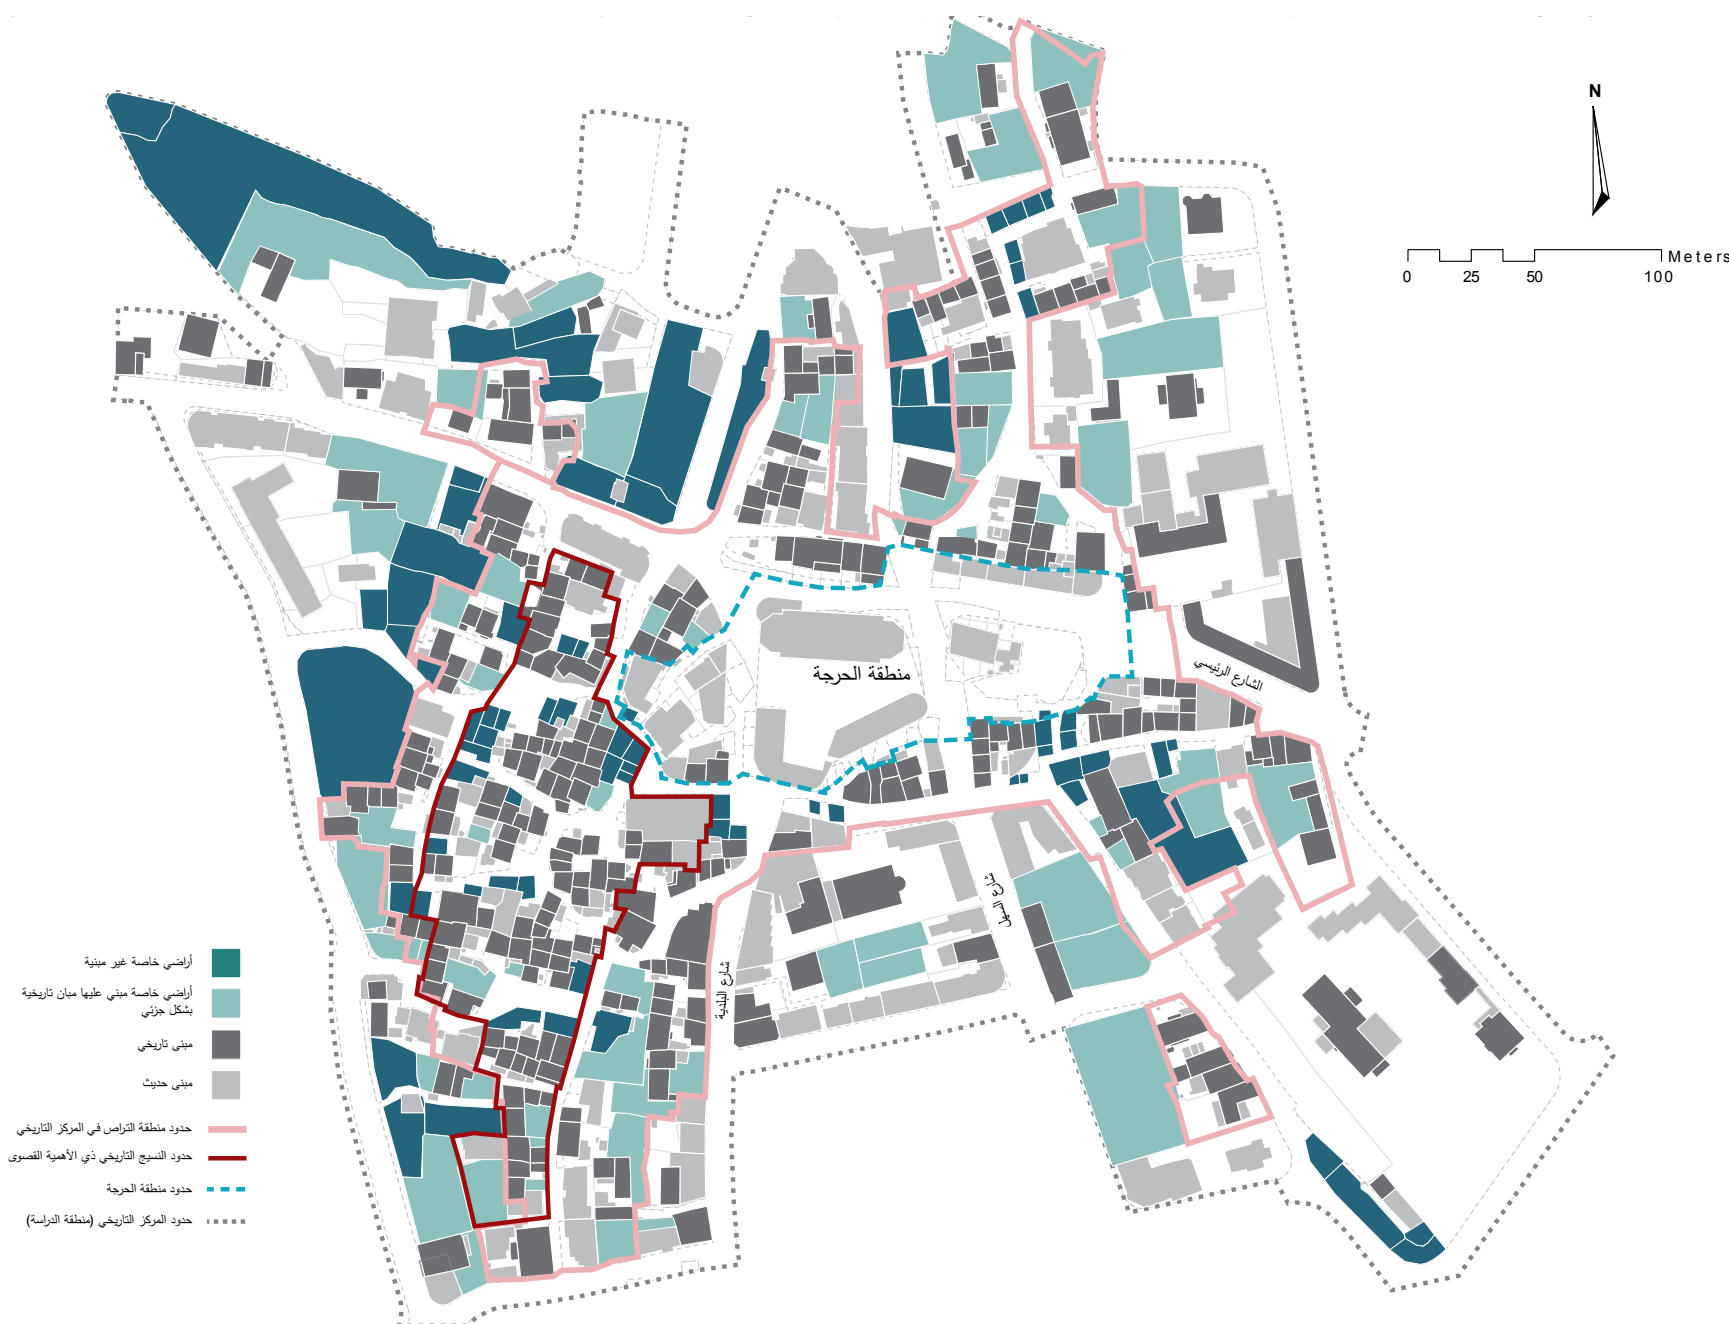 N
Meters
0 25 50 100
منطقة الحرجة
الشارع الرئيسي
شارع السهل
شارع البلدية
أراضي خاصة غير مبنية
أراضي خاصة مبني عليها مبان تاريخية
بشكل جزئي
مبنى تاريخي
مبنى حديث
حدود منطقة التراص في المركز التاريخي
حدود النسيج التاريخي ذي الأهمية القصوى
حدود منطقة الحرجة
حدود المركز التاريخي (منطقة الدراسة)